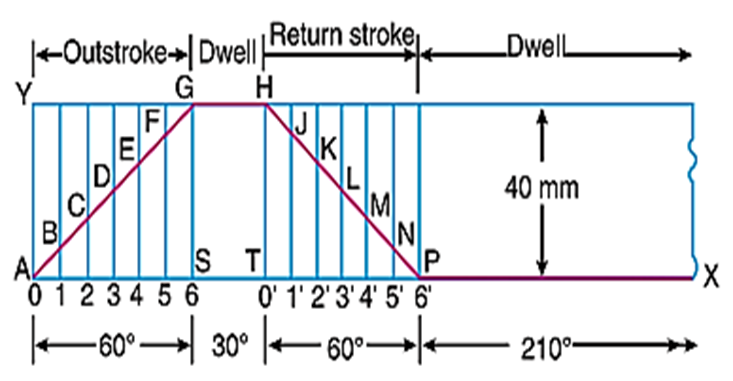 Outstroke Dwell Return stroke Dwell
Y G H
F J
E K
D L 40 mm
C M
B N
A S T P X
0 1 2 3 4 5 6 0' 1' 2' 3' 4' 5' 6'
60° 30° 60° 210°